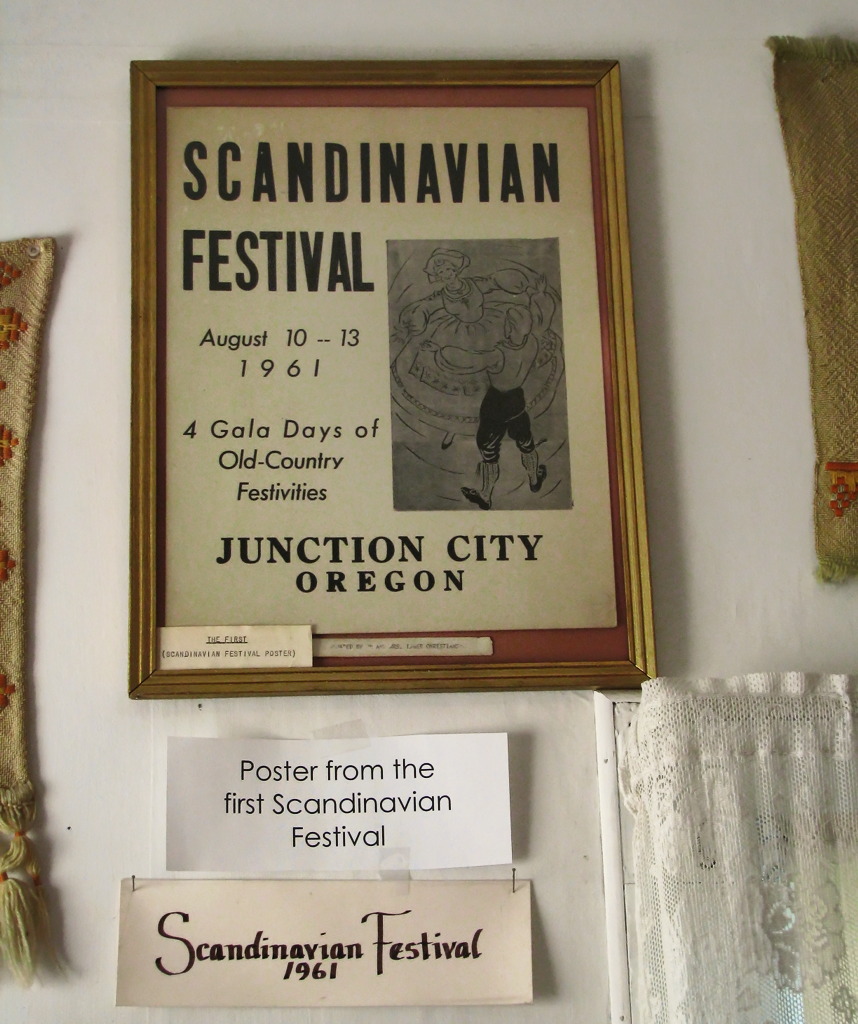 SCANDINAVIAN
FESTIVAL
August 10 -- 13
1961
4 Gala Days of
Old-Country
Festivities
JUNCTION CITY
OREGON
THE FIRST
(SCANDINAVIAN FESTIVAL POSTER)
Poster from the
first Scandinavian
Festival
Scandinavian Festival
1961